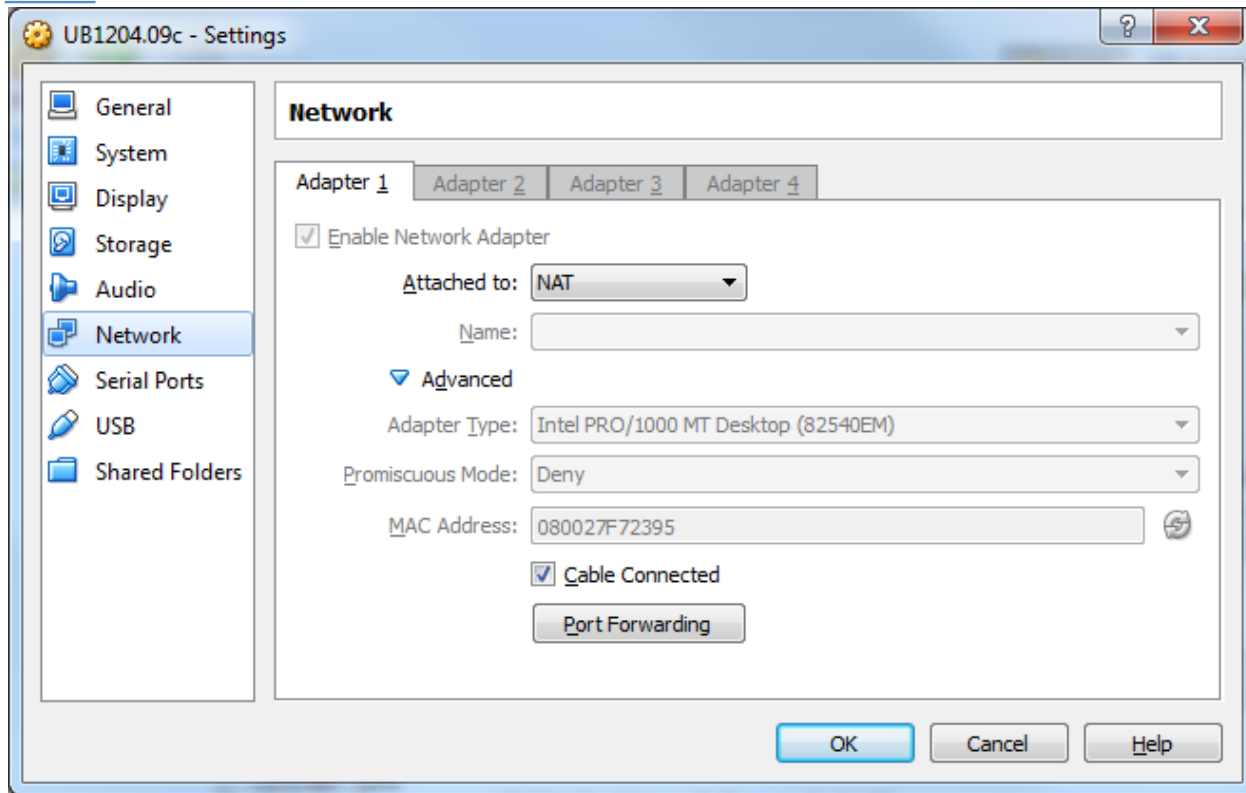 UB1204.09c - Settings
General
System
Display
Storage
Audio
Network
Serial Ports
USB
Shared Folders
Network
Adapter 1 Adapter 2 Adapter 3 Adapter 4
Enable Network Adapter
Attached to: NAT
Name:
Advanced
Adapter Type: Intel PRO/1000 MT Desktop (82540EM)
Promiscuous Mode: Deny
MAC Address: 080027F72395
Cable Connected
Port Forwarding
OK Cancel Help